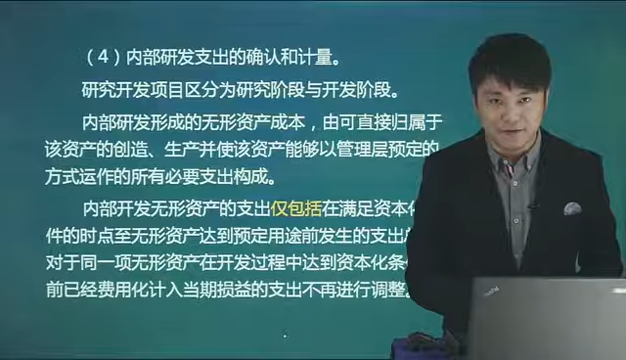 （4）内部研发支出的确认和计量。
研究开发项目区分为研究阶段与开发阶段。
内部研发形成的无形资产成本，由可直接归属于
该资产的创造、生产并使该资产能够以管理层预定的
方式运作的所有必要支出构成。
内部开发无形资产的支出仅包括在满足资本化
件的时点至无形资产达到预定用途前发生的支出
对于同一项无形资产在开发过程中达到资本化条
前已经费用化计入当期损益的支出不再进行调整。
ThinkPad